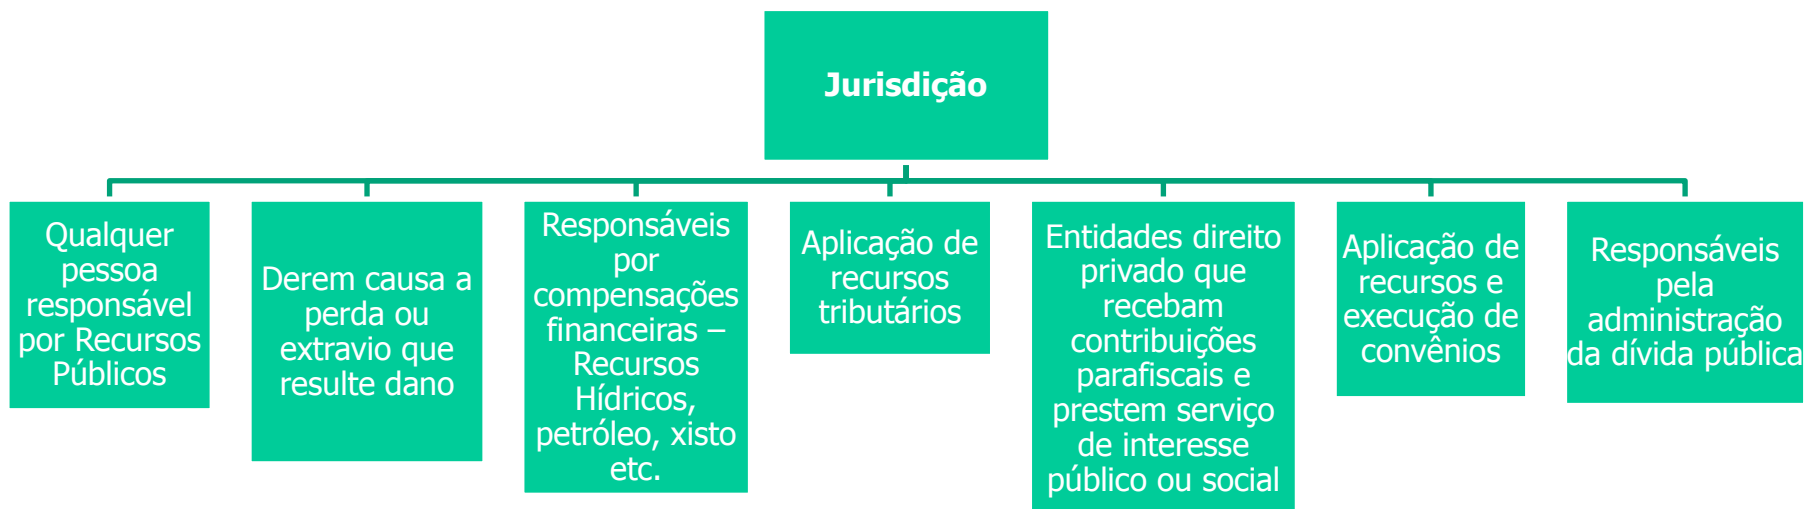 Jurisdição
Qualquer
pessoa
responsável
por Recursos
Públicos
Derem causa a
perda ou
extravio que
resulte dano
Responsáveis
por
compensações
financeiras –
Recursos
Hídricos,
petróleo, xisto
etc.
Aplicação de
recursos
tributários
Entidades direito
privado que
recebam
contribuições
parafiscais e
prestem serviço
de interesse
público ou social
Aplicação de
recursos e
execução de
convênios
Responsáveis
pela
administração
da dívida pública